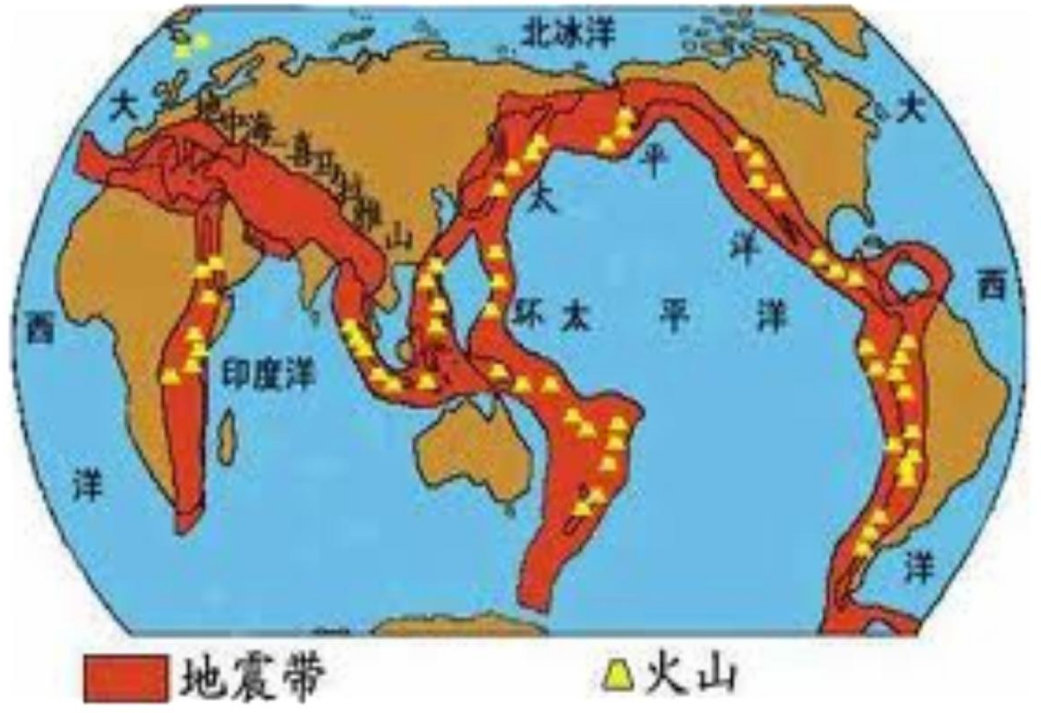 北冰洋
大
大
地中海—喜马拉雅山
平
太
洋
西
环太平洋
西
印度洋
洋
洋
地震带
火山